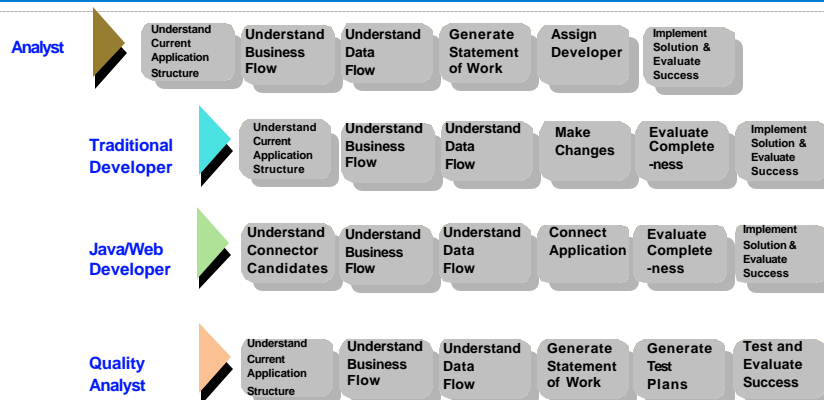 Analyst
Understand
Current
Application
Structure
Understand
Business
Flow
Understand
Data
Flow
Generate
Statement
of Work
Assign
Developer
Implement
Solution &
Evaluate
Success
Traditional
Developer
Understand
Current
Application
Structure
Understand
Business
Flow
Understand
Data
Flow
Make
Changes
Evaluate
Complete
-ness
Implement
Solution &
Evaluate
Success
Java/Web
Developer
Understand
Connector
Candidates
Understand
Business
Flow
Understand
Data
Flow
Connect
Application
Evaluate
Complete
-ness
Implement
Solution &
Evaluate
Success
Quality
Analyst
Understand
Current
Application
Structure
Understand
Business
Flow
Understand
Data
Flow
Generate
Statement
of Work
Generate
Test
Plans
Test and
Evaluate
Success